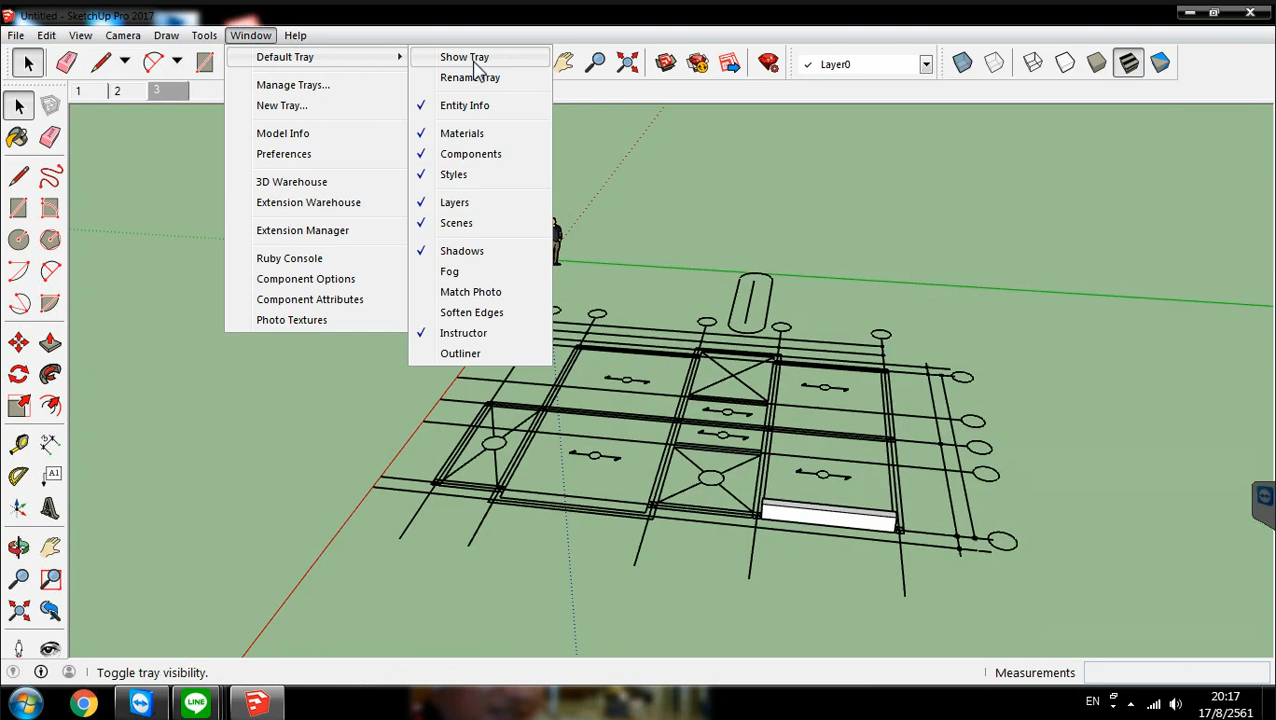 Untitled - SketchUp Pro 2017
File Edit View Camera Draw Tools Window Help
Default Tray
Manage Trays...
New Tray...
Model Info
Preferences
3D Warehouse
Extension Warehouse
Extension Manager
Ruby Console
Component Options
Component Attributes
Photo Textures
Show Tray
Rename Tray
Entity Info
Materials
Components
Styles
Layers
Scenes
Shadows
Fog
Match Photo
Soften Edges
Instructor
Outliner
Layer0
1 2 3
A1
Toggle tray visibility.
Measurements
LINE
EN
20:17
17/8/2561